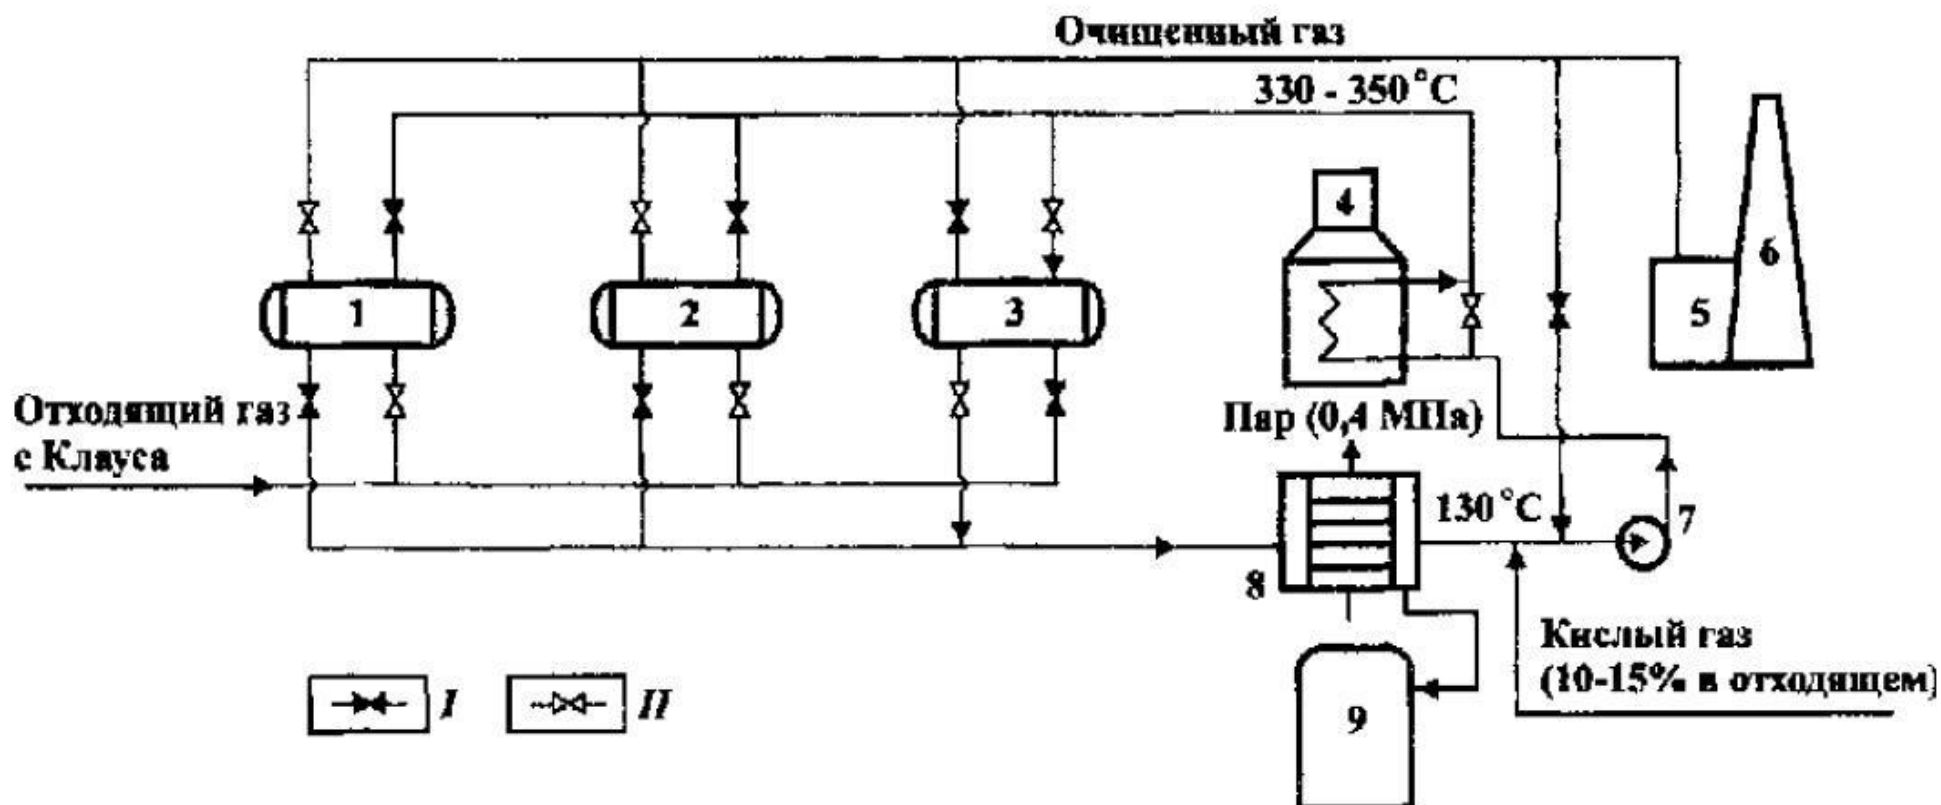 Очищенный газ
330 - 350 °C
4
6
1
2
3
5
Отходящий газ
с Клауса
Пар (0,4 МПа)
130 °C
7
8
Кислый газ
(10-15% в отходящем)
I
II
9